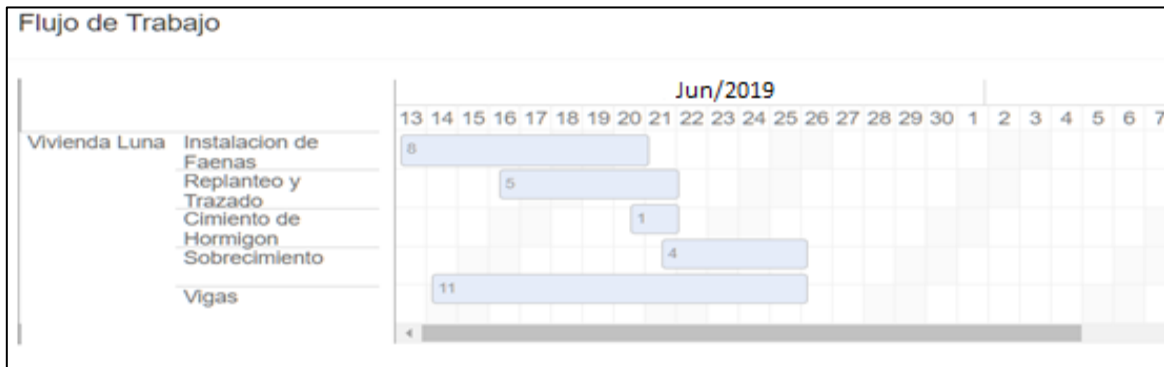 Flujo de Trabajo
Jun/2019
13 14 15 16 17 18 19 20 21 22 23 24 25 26 27 28 29 30 1 2 3 4 5 6 7
Vivienda Luna Instalacion de
Faenas
8
Replanteo y
Trazado
5
Cimiento de
Hormigon
1
Sobrecimiento
4
Vigas
11